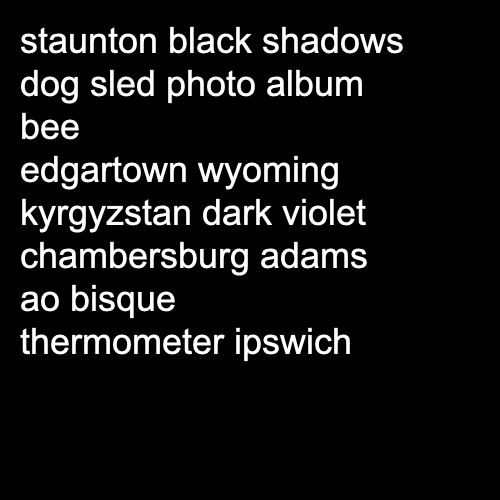 staunton black shadows
dog sled photo album
bee
edgartown wyoming
kyrgyzstan dark violet
chambersburg adams
ao bisque
thermometer ipswich